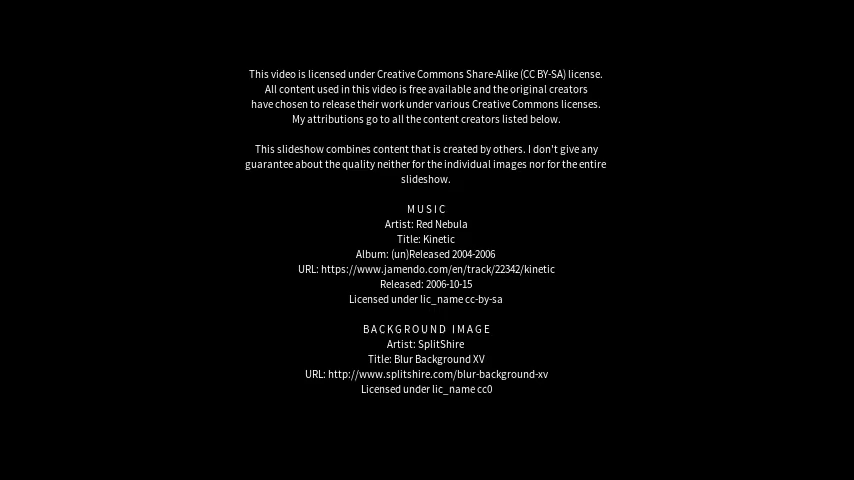 This video is licensed under Creative Commons Share-Alike (CC BY-SA) license.
All content used in this video is free available and the original creators
have chosen to release their work under various Creative Commons licenses.
My attributions go to all the content creators listed below.
This slideshow combines content that is created by others. I don't give any
guarantee about the quality neither for the individual images nor for the entire
slideshow.
MUSIC
Artist: Red Nebula
Title: Kinetic
Album: (un)Released 2004-2006
URL: https://www.jamendo.com/en/track/22342/kinetic
Released: 2006-10-15
Licensed under lic_name cc-by-sa
BACKGROUND IMAGE
Artist: SplitShire
Title: Blur Background XV
URL: http://www.splitshire.com/blur-background-xv
Licensed under lic_name cc0